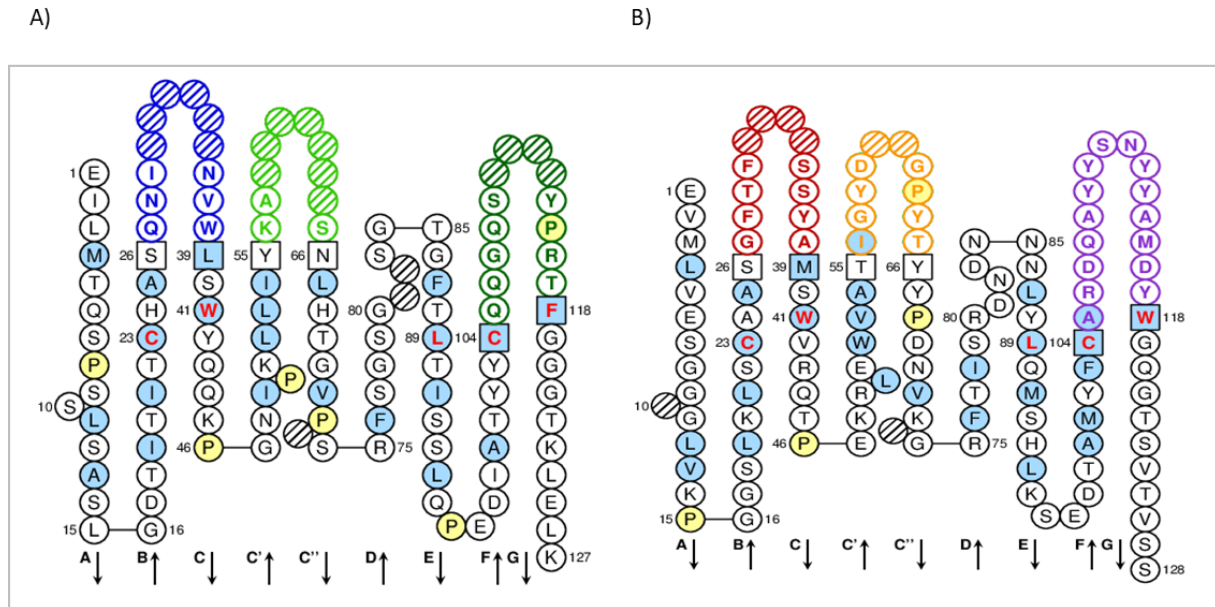 A)
B)
1 E I L M T Q S P S S 10 L S A S L 15
G 16 D T I T I T C 23 H A S 26 Q N I
N V W L 39 S W 41 Y Q Q K P 46
G N I P K L L I Y 55 K A
S N 66 L H T G V P S
R 75 F S G S G 80 S G
T 85 G F T L 89 T I S S L Q P
E D I A T Y Y C 104 Q Q G Q S
Y P R T F 118 G G G T K L E L K 127
A B C C' C'' D E F G
1 E V M L V E S G G 10 G L V K P 15
G 16 G S L K L S C 23 A A S 26 G F T F
S S Y A M 39 S W 41 V R Q T P 46
E K R L E W V A T 55 I G Y D
G P Y T Y 66 Y P D N V K G
R 75 F T I S R 80 D N D N
N 85 N L Y L 89 Q M S H L K S
E D T A M Y F C 104 A R D Q A Y Y S
N Y Y A M D Y W 118 G Q G T S V T V S S 128
A B C C' C'' D E F G